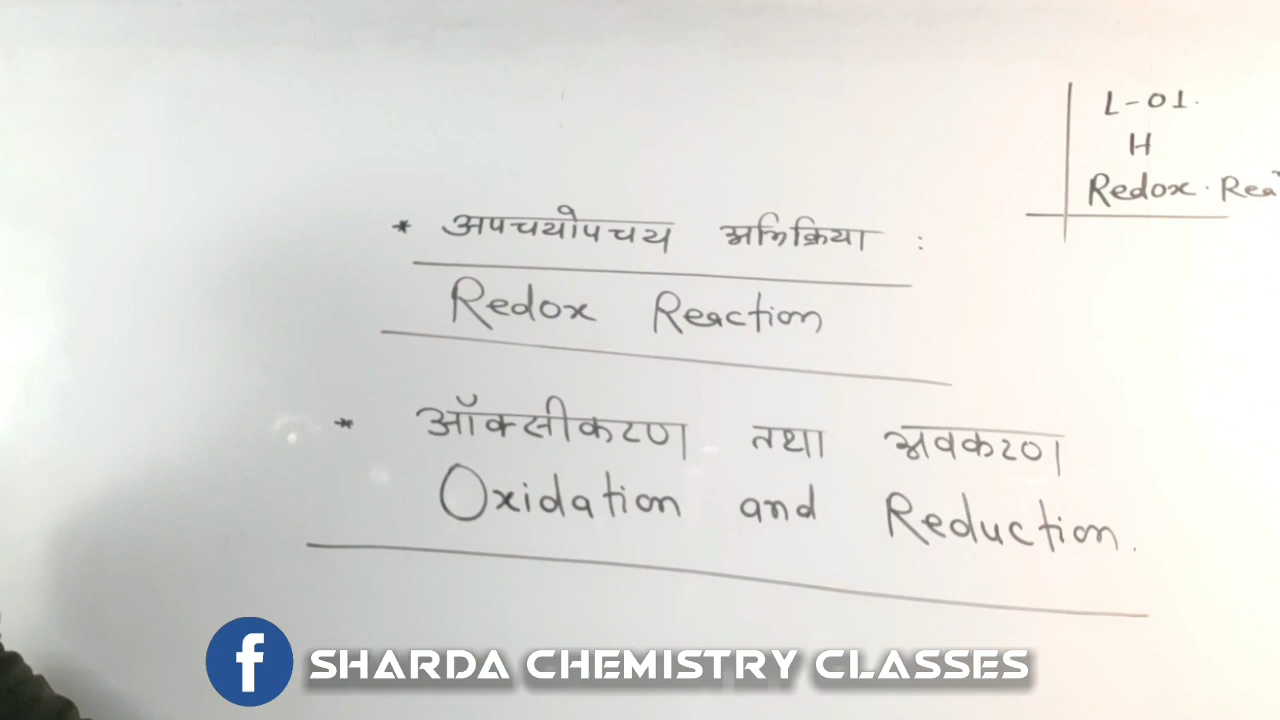 L-01.
H
Redox. Rea
* अपचयोपचय अभिक्रिया :
Redox Reaction
* ऑक्सीकरण तथा अवकरण
Oxidation and Reduction.
f SHARDA CHEMISTRY CLASSES